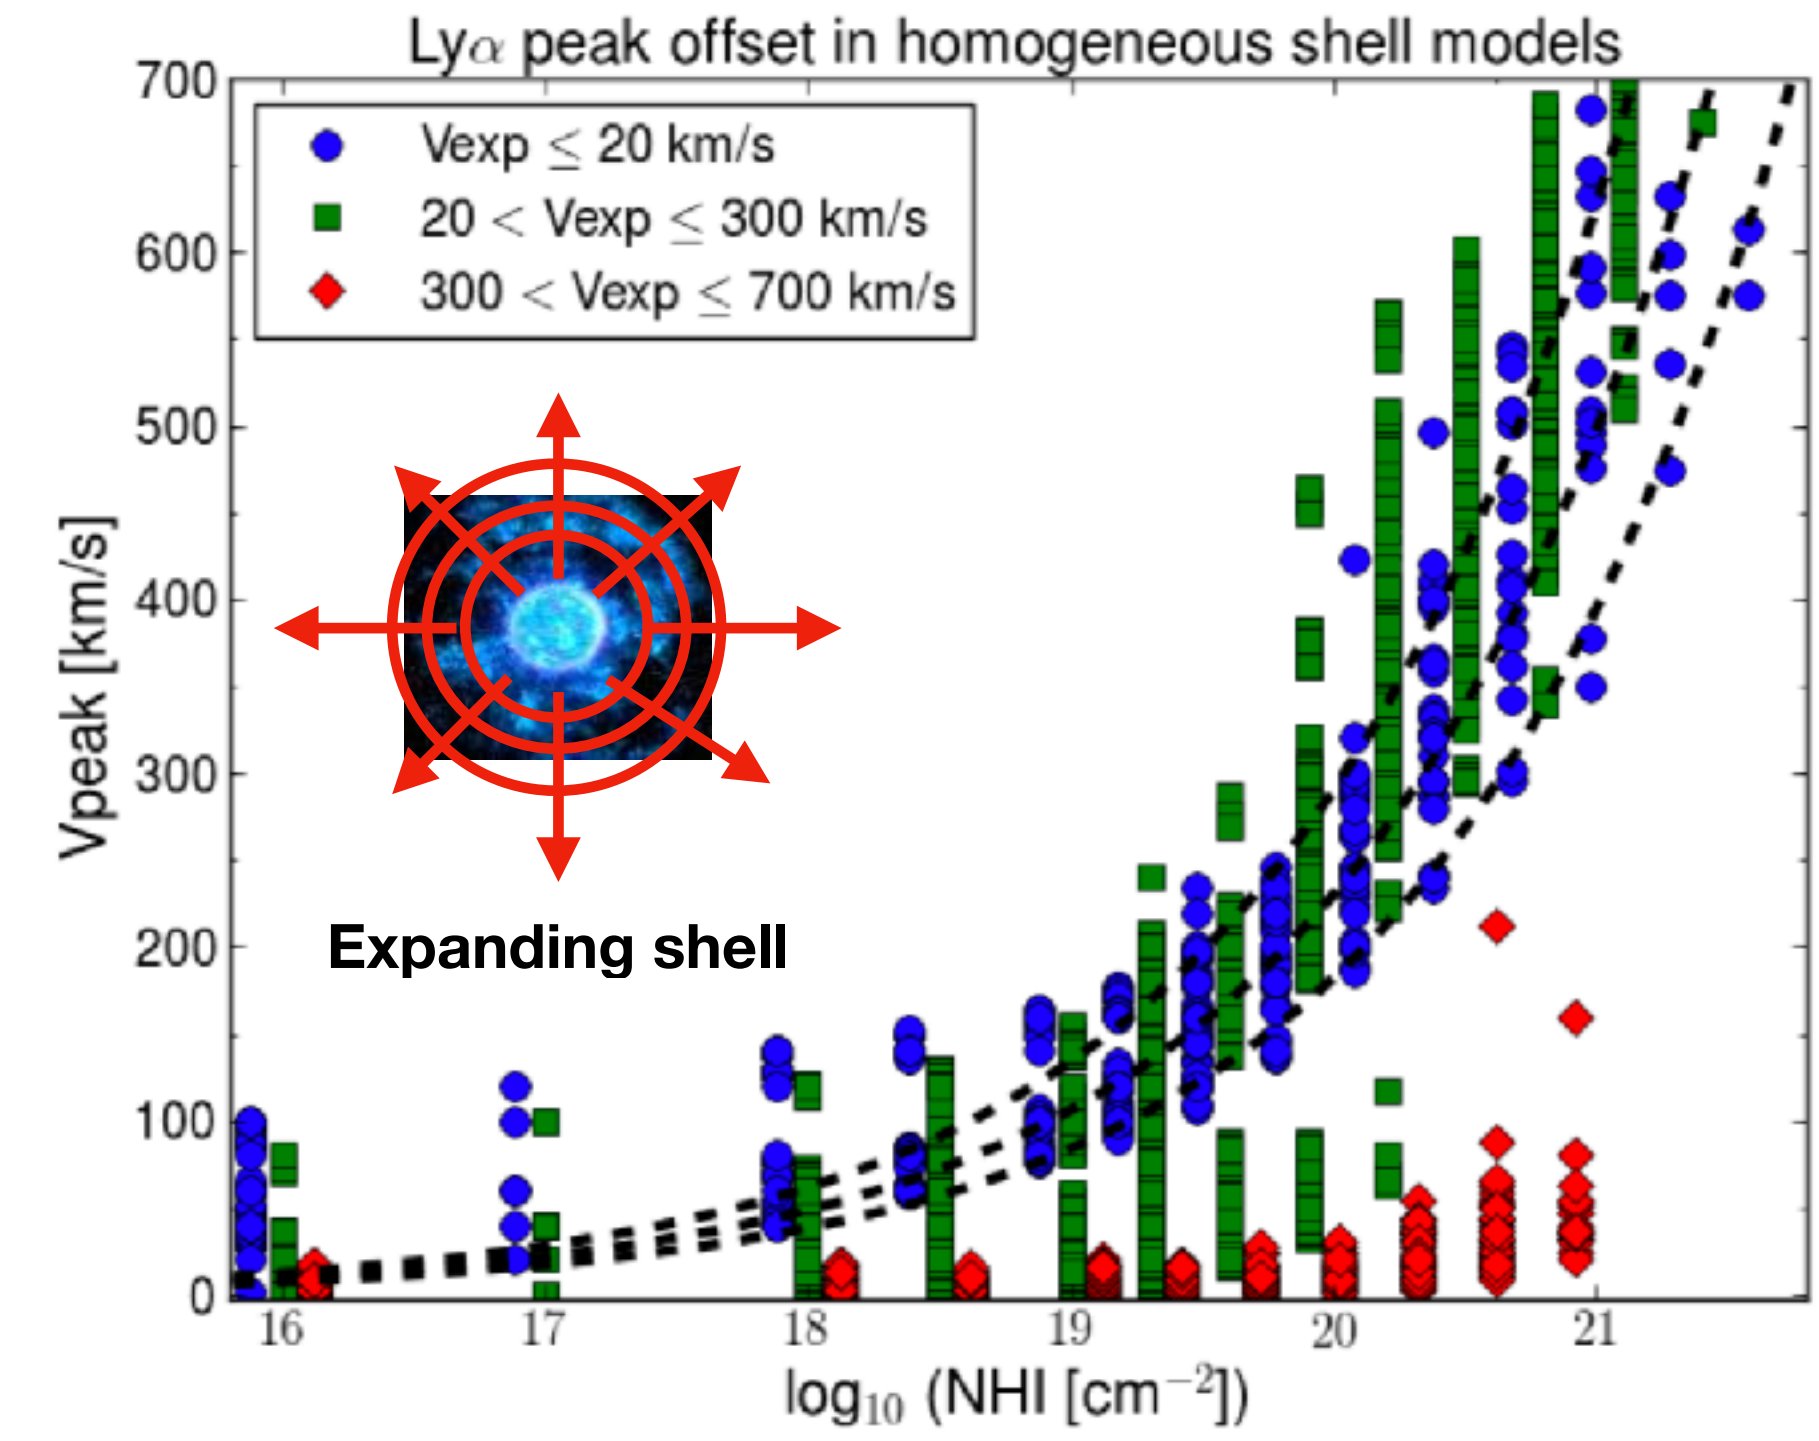 Lyα peak offset in homogeneous shell models
700
600
500
400
300
200
100
0
Vpeak [km/s]
Vexp ≤ 20 km/s
20 < Vexp ≤ 300 km/s
300 < Vexp ≤ 700 km/s
Expanding shell
16 17 18 19 20 21
log₁₀ (NHI [cm⁻²])